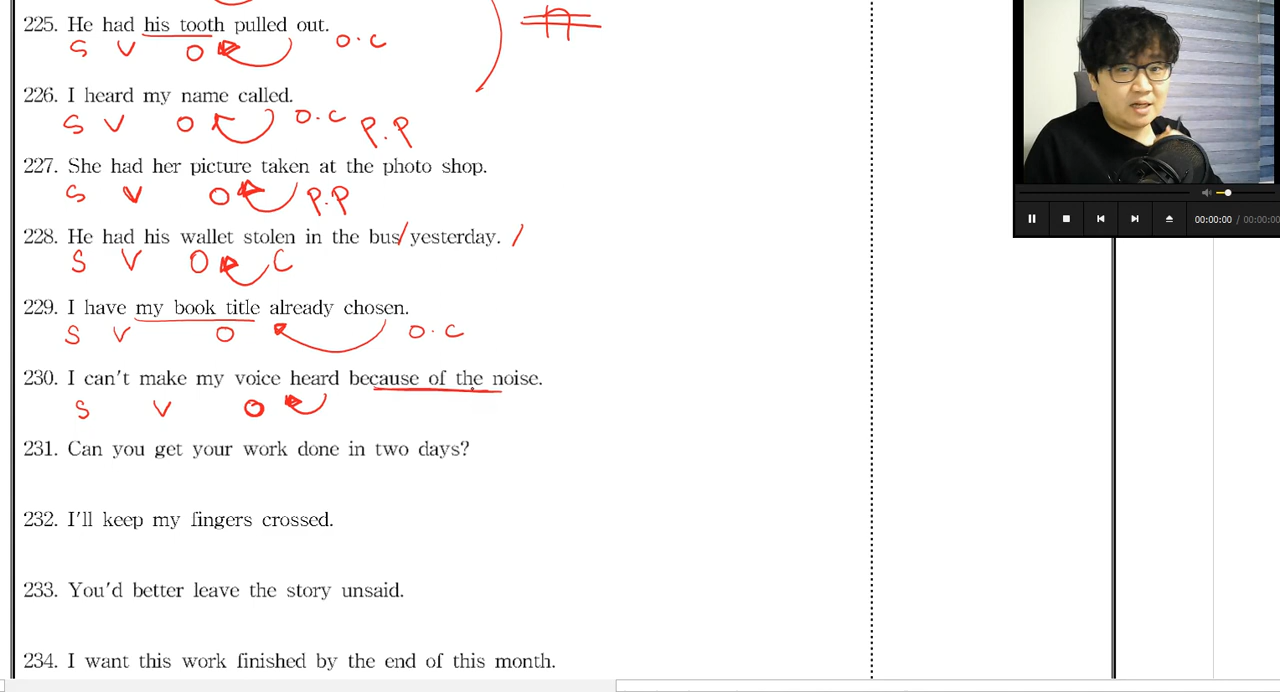 225. He had his tooth pulled out.
S V O O.C
226. I heard my name called.
S V O O.C P.P
227. She had her picture taken at the photo shop.
S V O P.P
228. He had his wallet stolen in the bus/yesterday. /
S V O C
229. I have my book title already chosen.
S V O O.C
230. I can't make my voice heard because of the noise.
S V O
231. Can you get your work done in two days?
232. I'll keep my fingers crossed.
233. You'd better leave the story unsaid.
234. I want this work finished by the end of this month.
00:00:00 / 00:00:00